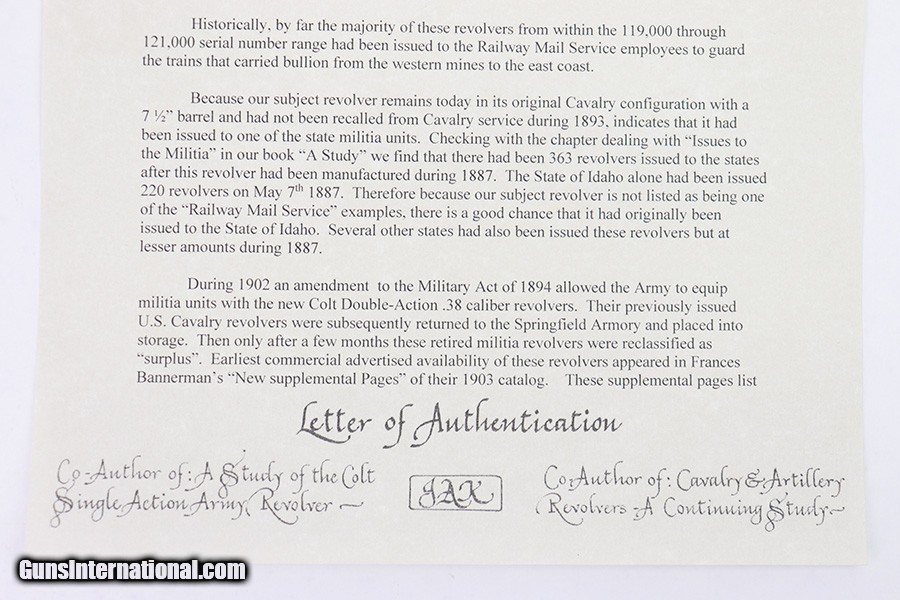 Historically, by far the majority of these revolvers from within the 119,000 through
121,000 serial number range had been issued to the Railway Mail Service employees to guard
the trains that carried bullion from the western mines to the east coast.
Because our subject revolver remains today in its original Cavalry configuration with a
7 ½” barrel and had not been recalled from Cavalry service during 1893, indicates that it had
been issued to one of the state militia units. Checking with the chapter dealing with “Issues to
the Militia” in our book “A Study” we find that there had been 363 revolvers issued to the states
after this revolver had been manufactured during 1887. The State of Idaho alone had been issued
220 revolvers on May 7th 1887. Therefore because our subject revolver is not listed as being one
of the “Railway Mail Service” examples, there is a good chance that it had originally been
issued to the State of Idaho. Several other states had also been issued these revolvers but at
lesser amounts during 1887.
During 1902 an amendment to the Military Act of 1894 allowed the Army to equip
militia units with the new Colt Double-Action .38 caliber revolvers. Their previously issued
U.S. Cavalry revolvers were subsequently returned to the Springfield Armory and placed into
storage. Then only after a few months these retired militia revolvers were reclassified as
“surplus”. Earliest commercial advertised availability of these revolvers appeared in Frances
Bannerman’s “New supplemental Pages” of their 1903 catalog. These supplemental pages list
Letter of Authentication
Co-Author of: A Study of the Colt
Single Action Army Revolver —
JAK
Co-Author of: Cavalry & Artillery
Revolvers - A Continuing Study —
GunsInternational.com